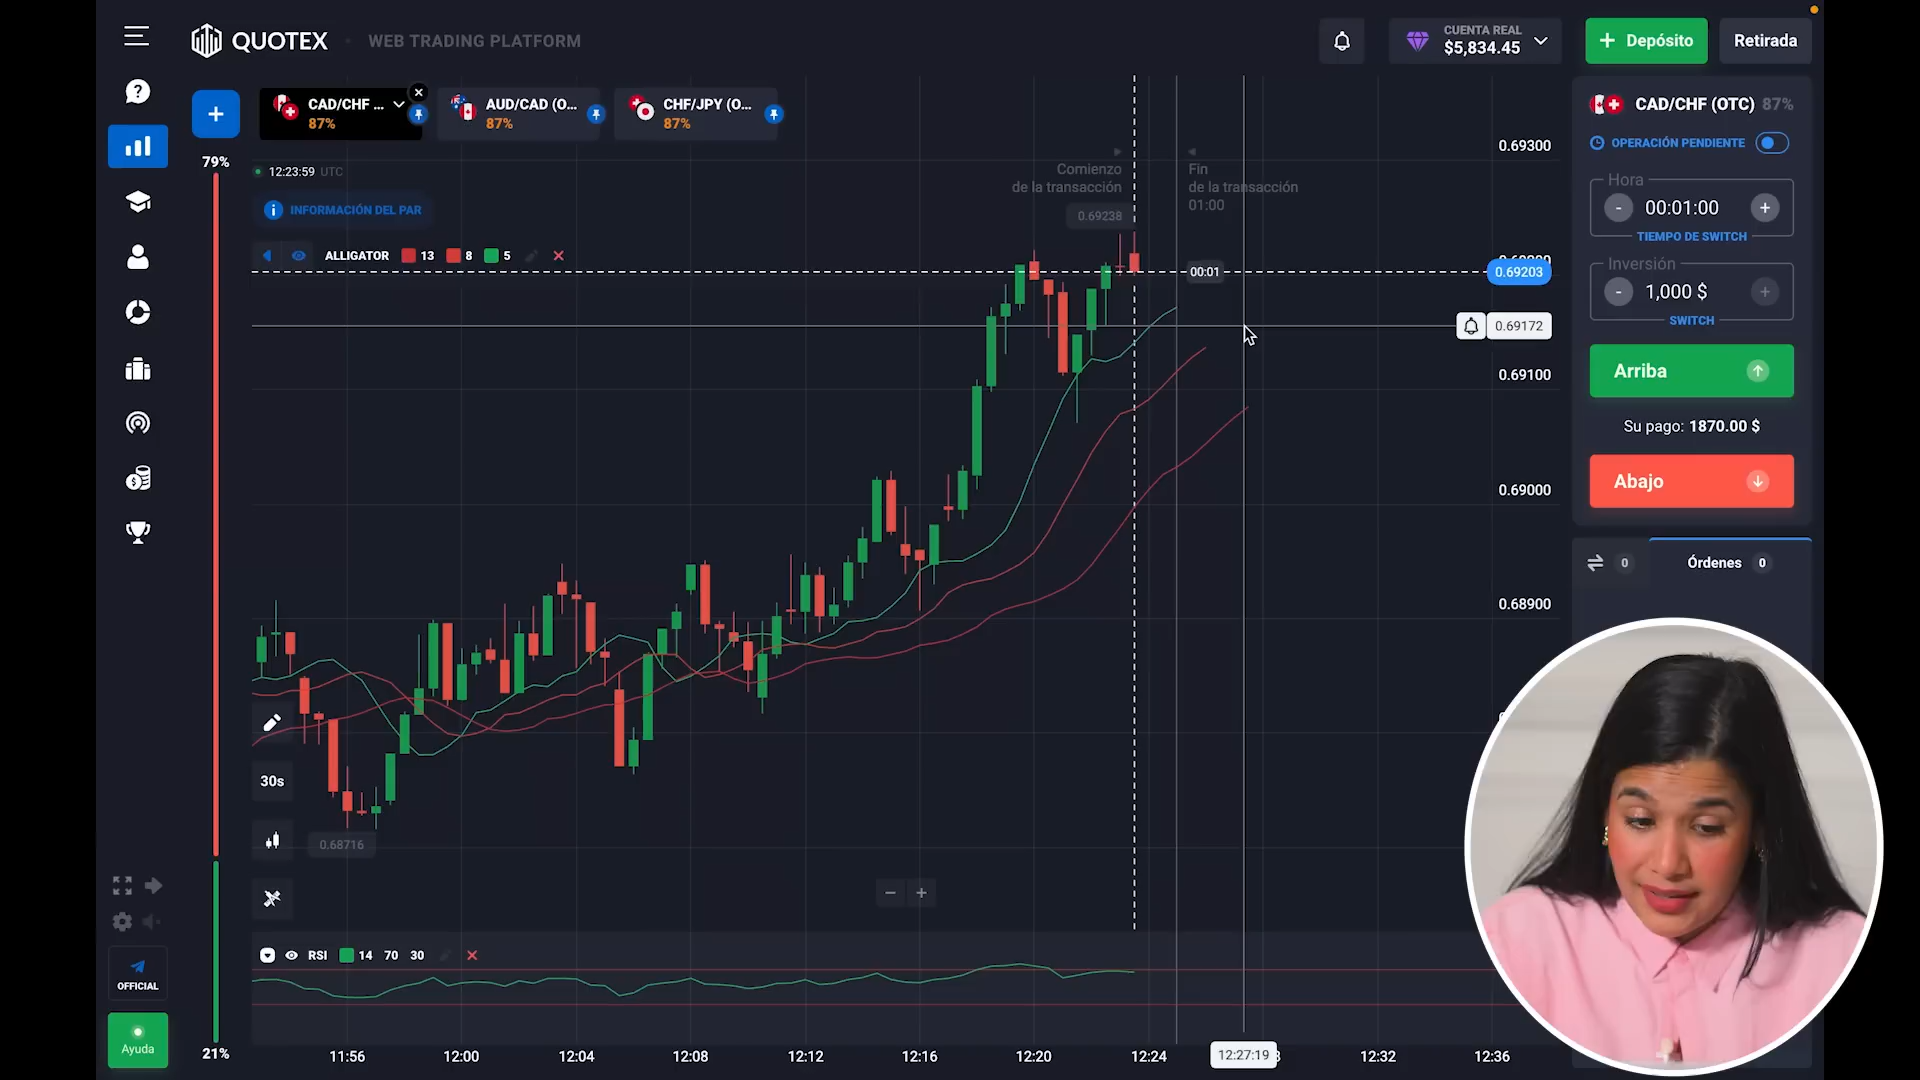 QUOTEX
WEB TRADING PLATFORM
CUENTA REAL
$5,834.45
Depósito
Retirada
CAD/CHF ...
87%
AUD/CAD (O...
87%
CHF/JPY (O...
87%
79%
12:23:59 UTC
INFORMACIÓN DEL PAR
ALLIGATOR 13 8 5
Comienzo
de la transacción
0.69238
Fin
de la transacción
01:00
00:01
0.69300
0.69203
0.69172
0.69100
0.69000
0.68900
0.68716
CAD/CHF (OTC) 87%
OPERACIÓN PENDIENTE
Hora
- 00:01:00 +
TIEMPO DE SWITCH
Inversión
- 1,000 $ +
SWITCH
Arriba
Su pago: 1870.00 $
Abajo
0
Órdenes 0
30s
RSI 14 70 30
OFFICIAL
Ayuda
21%
11:56
12:00
12:04
12:08
12:12
12:16
12:20
12:24
12:27:19
12:32
12:36